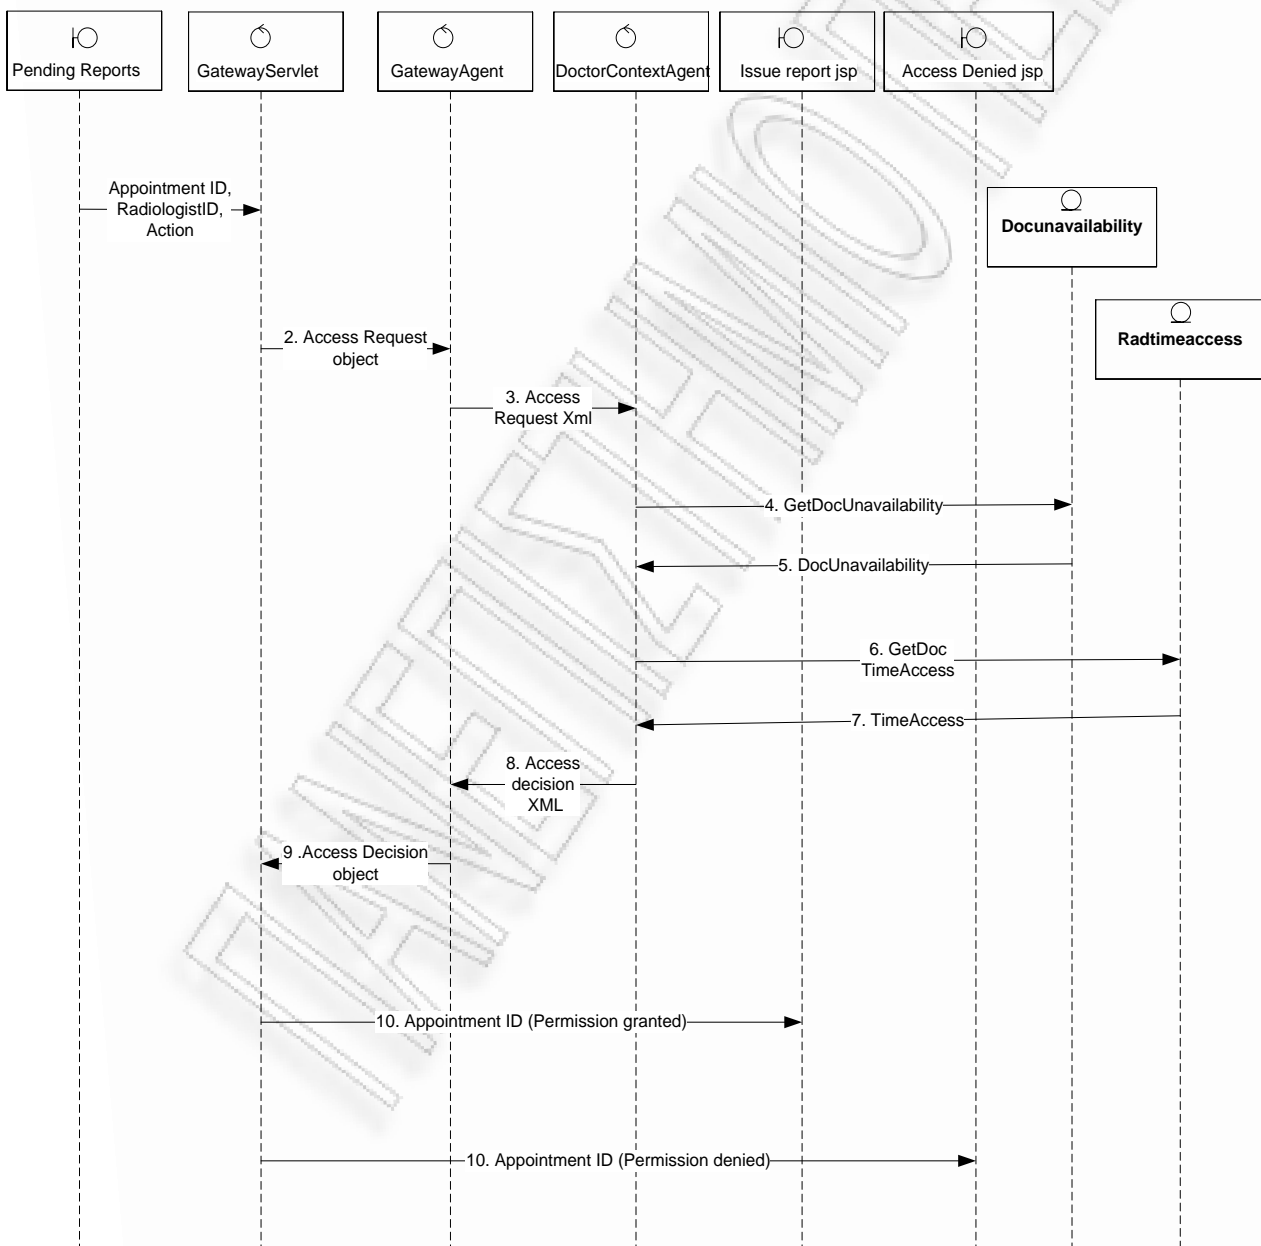 Pending Reports
GatewayServlet
GatewayAgent
DoctorContextAgent
Issue report jsp
Access Denied jsp
Appointment ID,
RadiologistID,
Action
Docunavailability
Radtimeaccess
2. Access Request
object
3. Access
Request Xml
4. GetDocUnavailability
5. DocUnavailability
6. GetDoc
TimeAccess
7. TimeAccess
8. Access
decision
XML
9 .Access Decision
object
10. Appointment ID (Permission granted)
10. Appointment ID (Permission denied)